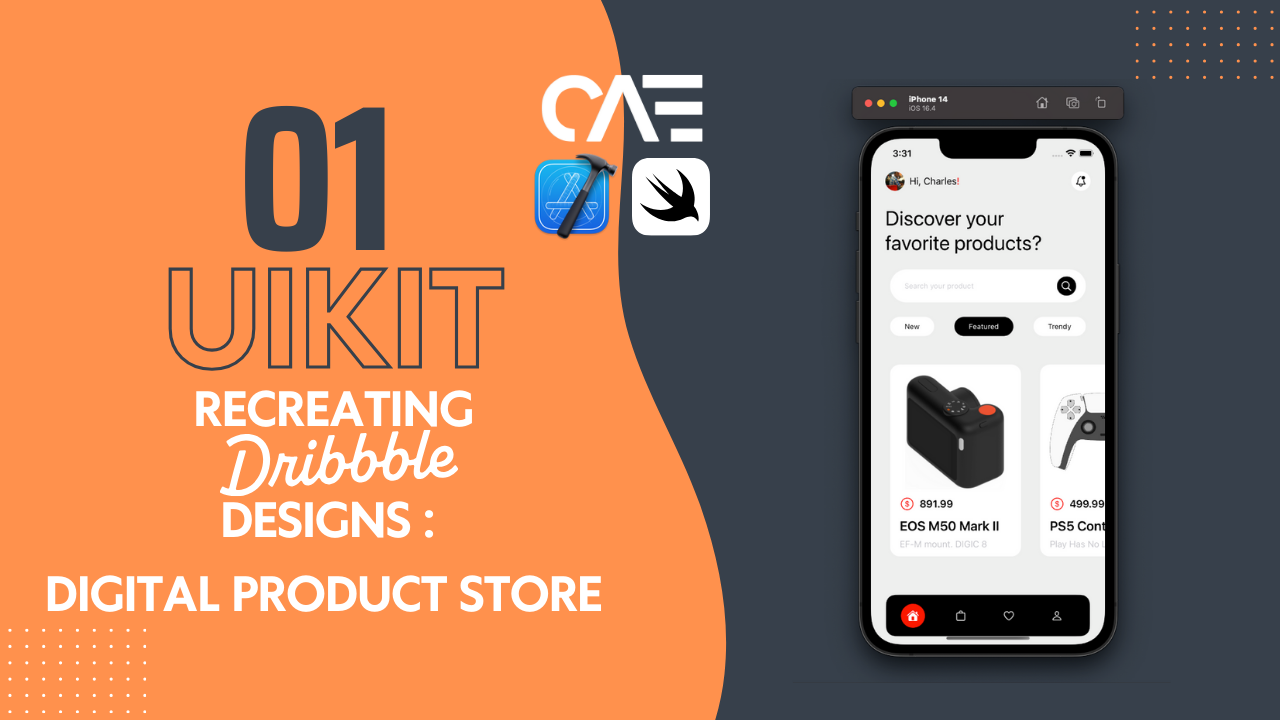 01
UIKIT
RECREATING
Dribbble
DESIGNS :
DIGITAL PRODUCT STORE
CAE
iPhone 14
iOS 16.4
3:31
Hi, Charles!
Discover your
favorite products?
Search your product
New Featured Trendy
$ 891.99
EOS M50 Mark II
EF-M mount. DIGIC 8
$ 499.99
PS5 Cont
Play Has No L